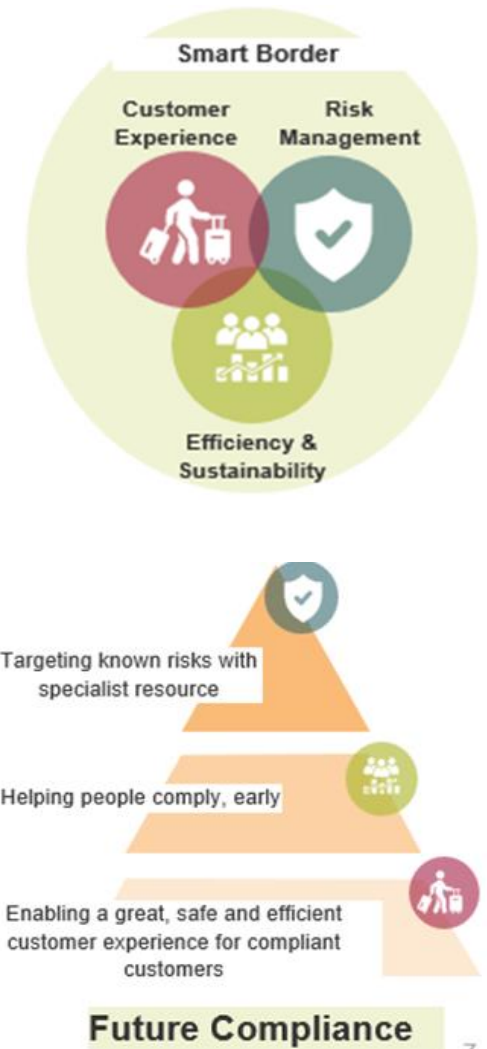 Smart Border
Customer
Experience
Risk
Management
Efficiency &
Sustainability
Targeting known risks with
specialist resource
Helping people comply, early
Enabling a great, safe and efficient
customer experience for compliant
customers
Future Compliance